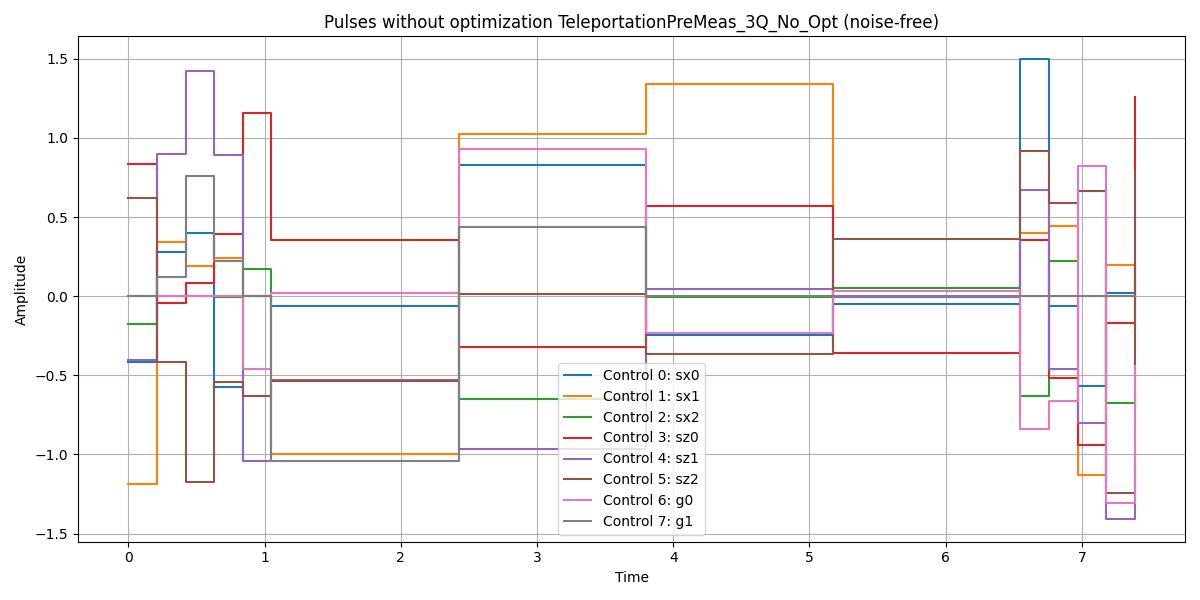 Pulses without optimization TeleportationPreMeas_3Q_No_Opt (noise-free)
1.5
1.0
0.5
0.0
−0.5
−1.0
−1.5
Amplitude
Control 0: sx0
Control 1: sx1
Control 2: sx2
Control 3: sz0
Control 4: sz1
Control 5: sz2
Control 6: g0
Control 7: g1
0 1 2 3 4 5 6 7
Time